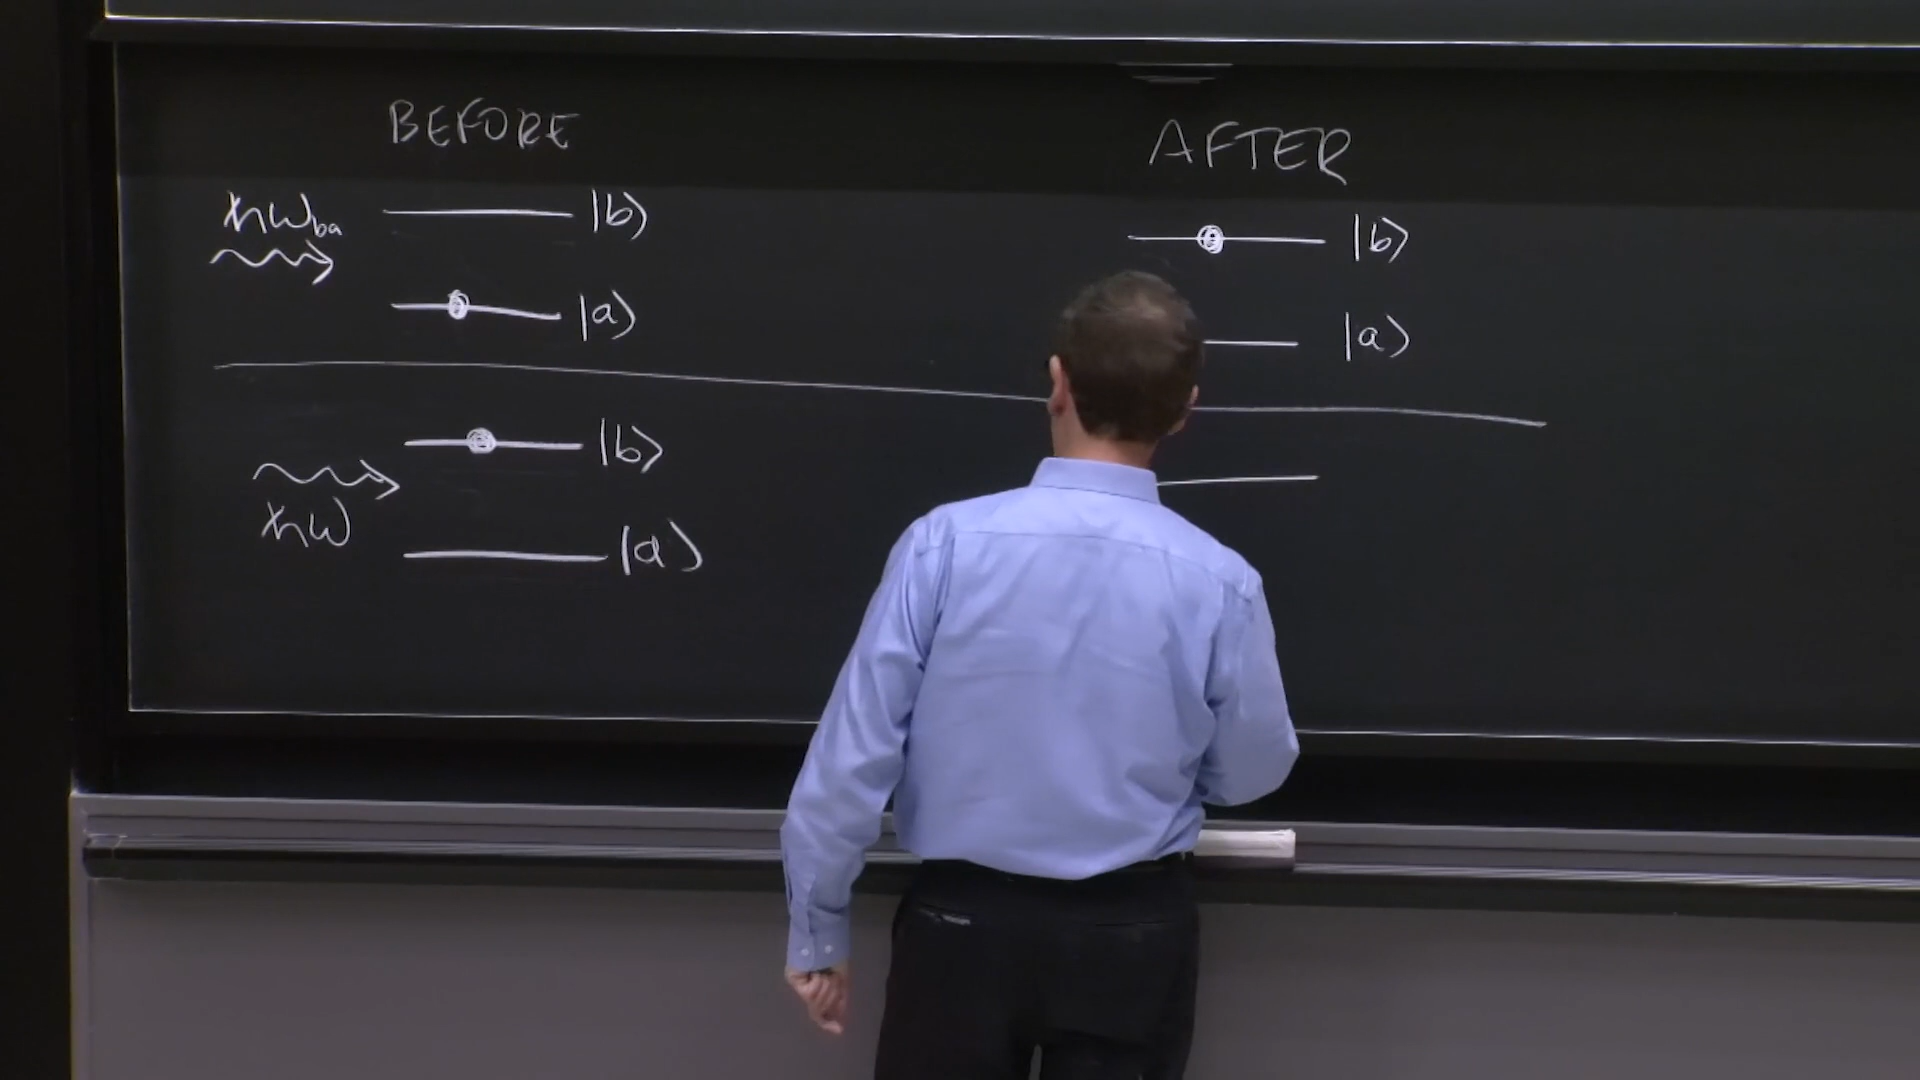 BEFORE
AFTER
ħω_ba
|b⟩
|b⟩
|a⟩
|a⟩
|b⟩
ħω
|a⟩